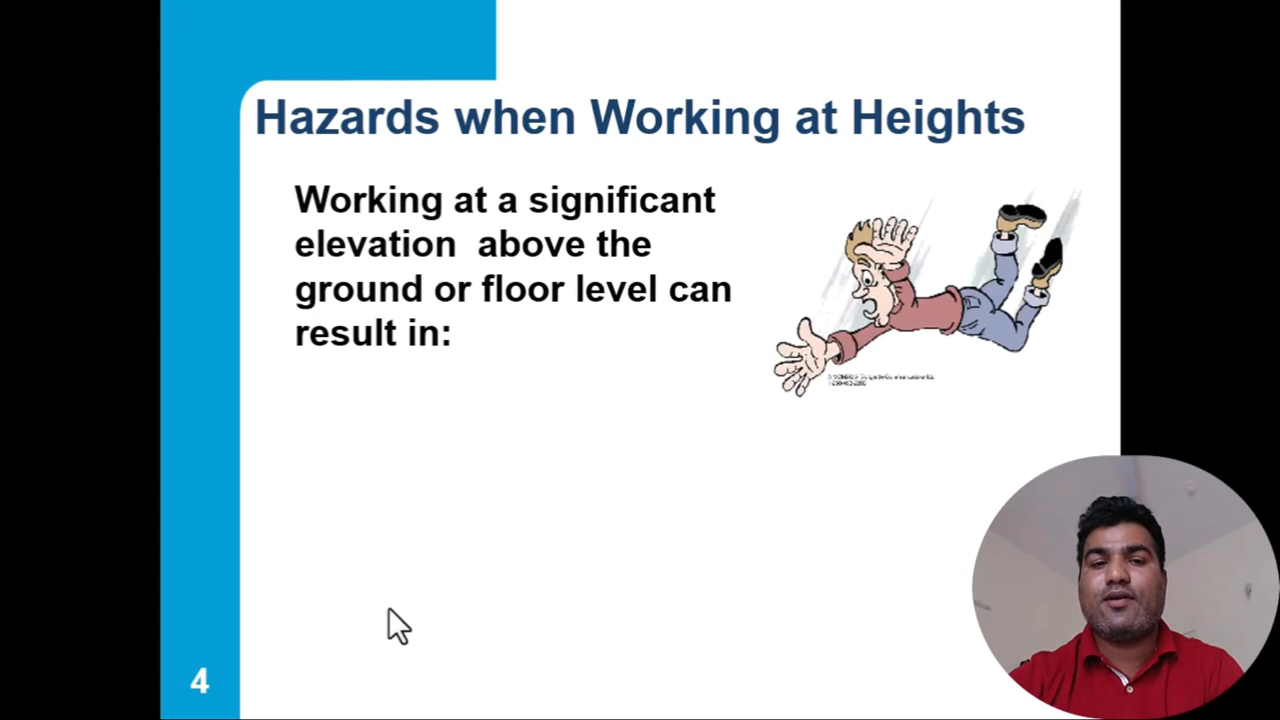 Hazards when Working at Heights
Working at a significant
elevation above the
ground or floor level can
result in:
4